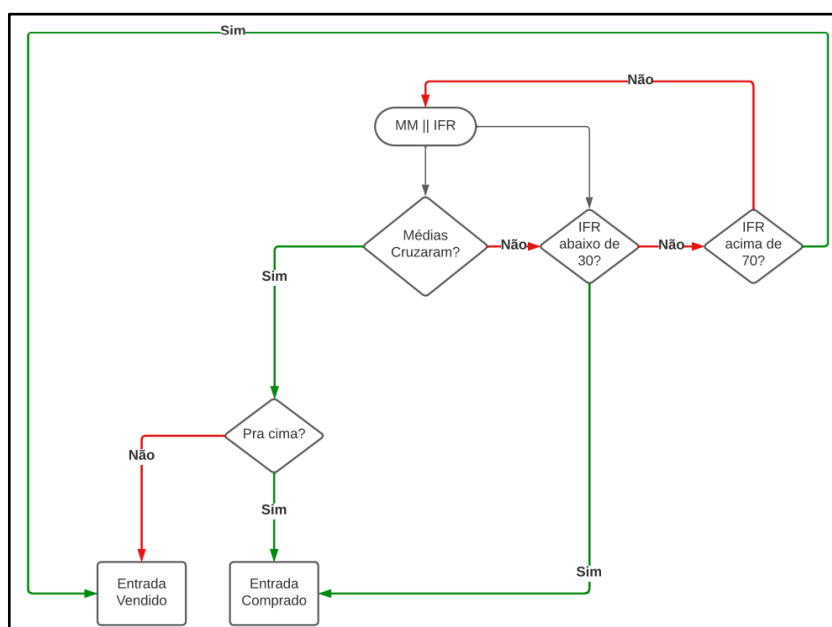 Sim
Não
MM || IFR
Médias
Cruzaram?
Não
IFR
abaixo de
30?
Não
IFR
acima de
70?
Sim
Pra cima?
Não
Sim
Sim
Entrada
Vendido
Entrada
Comprado